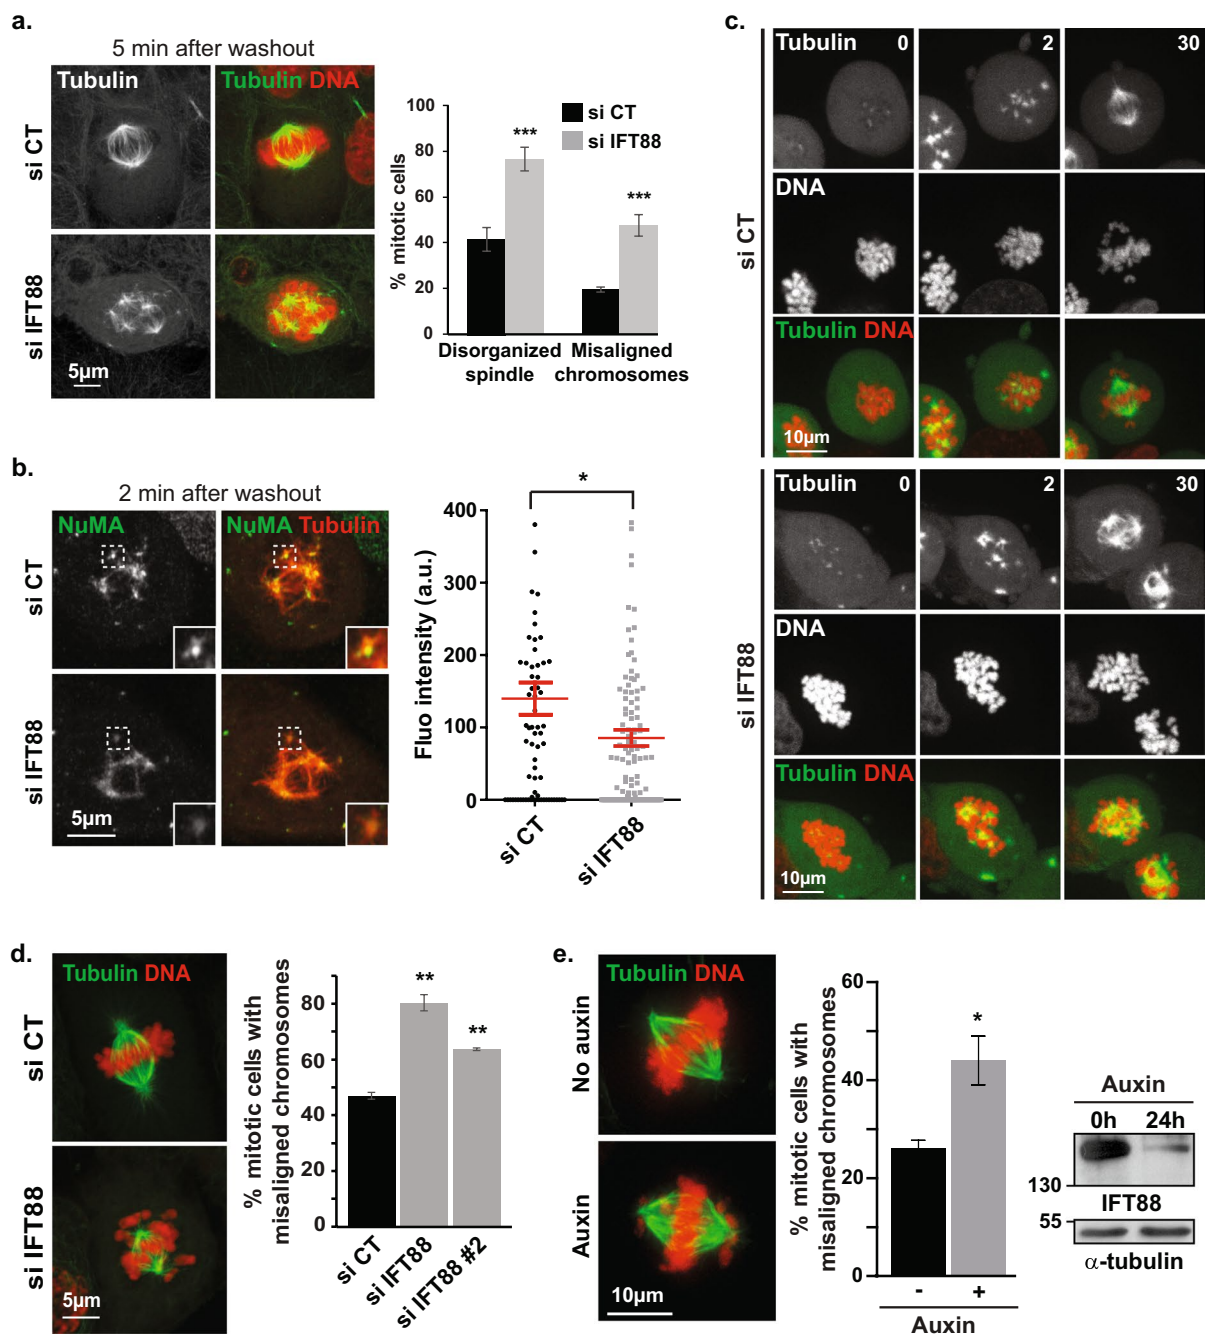 a.
5 min after washout
Tubulin
Tubulin DNA
si CT
si IFT88
5µm
% mitotic cells
100
80
60
40
20
0
si CT
si IFT88
***
***
Disorganized spindle
Misaligned chromosomes
b.
2 min after washout
NuMA
NuMA Tubulin
si CT
si IFT88
5µm
Fluo intensity (a.u.)
400
300
200
100
0
*
si CT
si IFT88
c.
si CT
Tubulin
0
2
30
DNA
Tubulin DNA
10µm
si IFT88
Tubulin
0
2
30
DNA
Tubulin DNA
10µm
d.
Tubulin DNA
si CT
si IFT88
5µm
% mitotic cells with
misaligned chromosomes
80
60
40
20
0
**
**
si CT
si IFT88
si IFT88 #2
e.
Tubulin DNA
No auxin
Auxin
10µm
% mitotic cells with
misaligned chromosomes
60
40
20
0
*
-
+
Auxin
Auxin
0h
24h
130
IFT88
55
α-tubulin